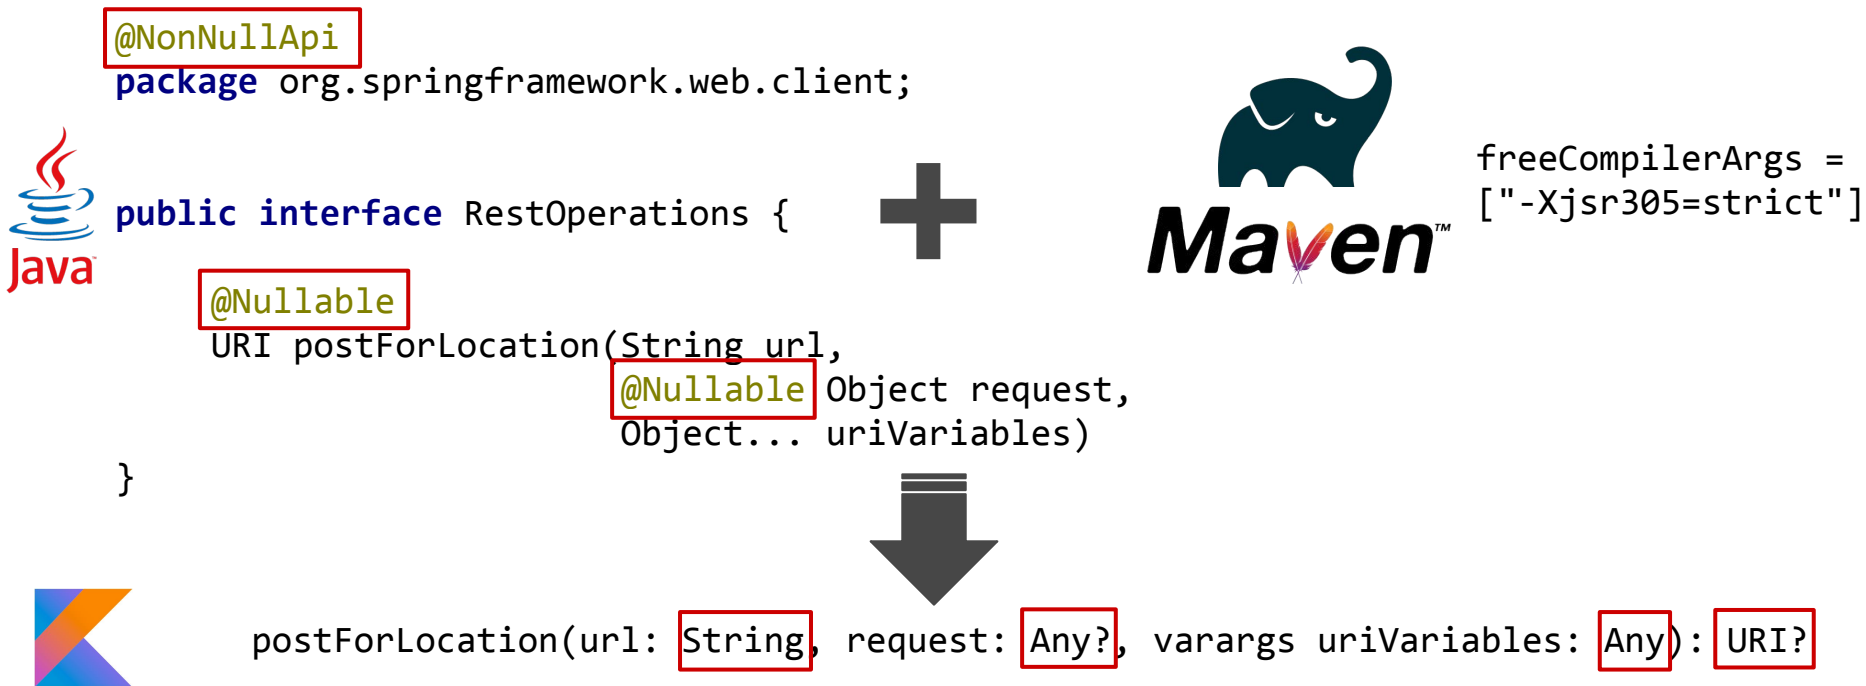 @NonNullApi
package org.springframework.web.client;
public interface RestOperations {
@Nullable
URI postForLocation(String url,
@Nullable Object request,
Object... uriVariables)
}
Java
Maven™
freeCompilerArgs =
["-Xjsr305=strict"]
postForLocation(url: String, request: Any?, varargs uriVariables: Any): URI?